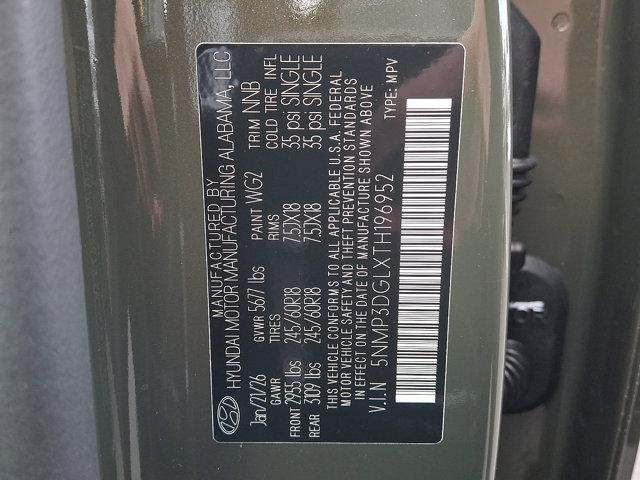 MANUFACTURED BY
HYUNDAI MOTOR MANUFACTURING ALABAMA, LLC
Jan/21/26 GVWR 5677 lbs PAINT WG2 TRIM NNB
GAWR TIRES RIMS COLD TIRE INFL
FRONT 2955 lbs 245/60R18 7.5JX18 35 psi SINGLE
REAR 3109 lbs 245/60R18 7.5JX18 35 psi SINGLE
THIS VEHICLE CONFORMS TO ALL APPLICABLE U.S.A. FEDERAL
MOTOR VEHICLE SAFETY AND THEFT PREVENTION STANDARDS
IN EFFECT ON THE DATE OF MANUFACTURE SHOWN ABOVE
V.I.N 5NMP3DGLXTH196952 TYPE: MPV